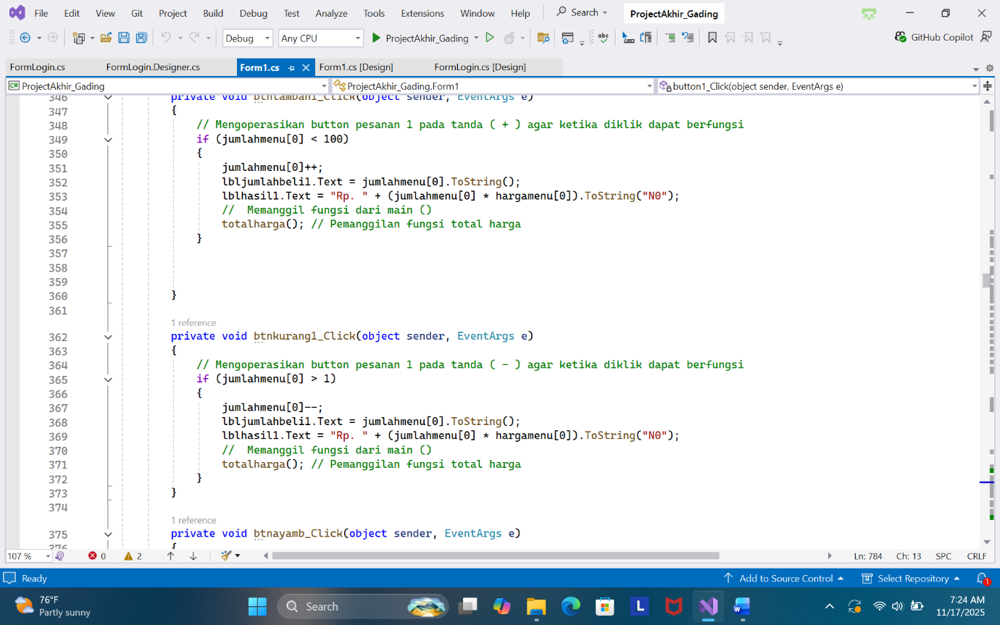 File Edit View Git Project Build Debug Test Analyze Tools Extensions Window Help Search ProjectAkhir_Gading
Debug Any CPU ProjectAkhir_Gading abc GitHub Copilot
FormLogin.cs FormLogin.Designer.cs Form1.cs Form1.cs [Design] FormLogin.cs [Design]
C# ProjectAkhir_Gading ProjectAkhir_Gading.Form1 button1_Click(object sender, EventArgs e)
346 private void btntambah1_Click(object sender, EventArgs e)
347 {
348 // Mengoperasikan button pesanan 1 pada tanda ( + ) agar ketika diklik dapat berfungsi
349 if (jumlahmenu[0] < 100)
350 {
351 jumlahmenu[0]++;
352 lbljumlahbeli1.Text = jumlahmenu[0].ToString();
353 lblhasil1.Text = "Rp. " + (jumlahmenu[0] * hargamenu[0]).ToString("N0");
354 // Memanggil fungsi dari main ()
355 totalharga(); // Pemanggilan fungsi total harga
356 }
357
358
359
360 }
361
1 reference
362 private void btnkurang1_Click(object sender, EventArgs e)
363 {
364 // Mengoperasikan button pesanan 1 pada tanda ( - ) agar ketika diklik dapat berfungsi
365 if (jumlahmenu[0] > 1)
366 {
367 jumlahmenu[0]--;
368 lbljumlahbeli1.Text = jumlahmenu[0].ToString();
369 lblhasil1.Text = "Rp. " + (jumlahmenu[0] * hargamenu[0]).ToString("N0");
370 // Memanggil fungsi dari main ()
371 totalharga(); // Pemanggilan fungsi total harga
372 }
373 }
374
1 reference
375 private void btnayamb_Click(object sender, EventArgs e)
376 {
107 % 0 2 Ln: 784 Ch: 13 SPC CRLF
Ready Add to Source Control Select Repository 1
76°F
Partly sunny
Search L W
7:24 AM
11/17/2025